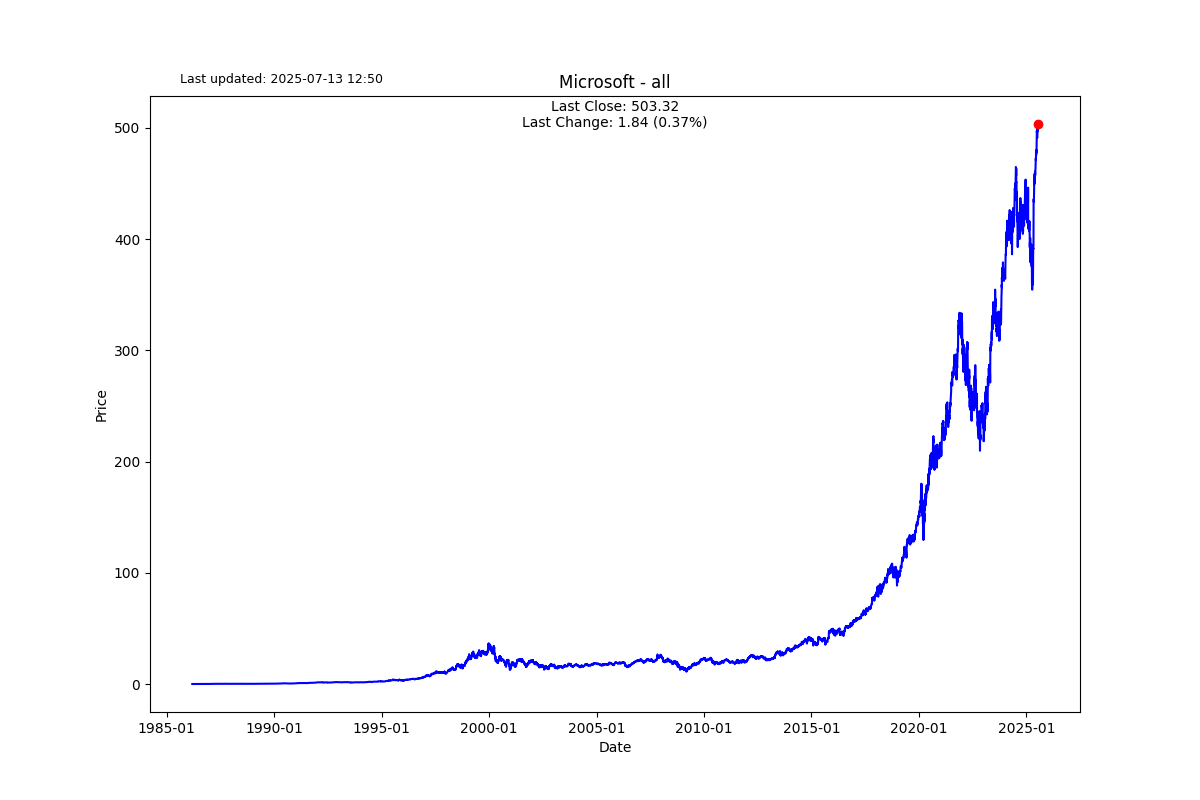 Last updated: 2025-07-13 12:50
Microsoft - all
Last Close: 503.32
Last Change: 1.84 (0.37%)
500
400
300
200
100
0
Price
1985-01 1990-01 1995-01 2000-01 2005-01 2010-01 2015-01 2020-01 2025-01
Date